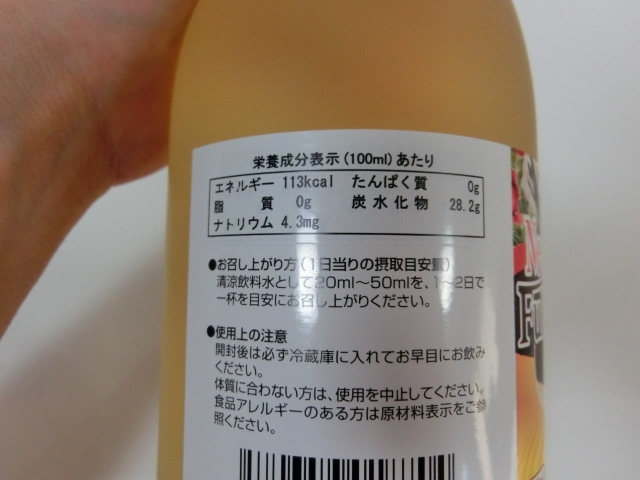 栄養成分表示(100ml)あたり
エネルギー 113kcal たんぱく質 0g
脂 質 0g 炭水化物 28.2g
ナトリウム 4.3mg
●お召し上がり方(1日当りの摂取目安量)
清涼飲料水として20ml～50mlを、1～2日で
一杯を目安にお召し上がりください。
●使用上の注意
開封後は必ず冷蔵庫に入れてお早目にお飲み
ください。
体質に合わない方は、使用を中止してください。
食品アレルギーのある方は原材料表示をご参
照ください。